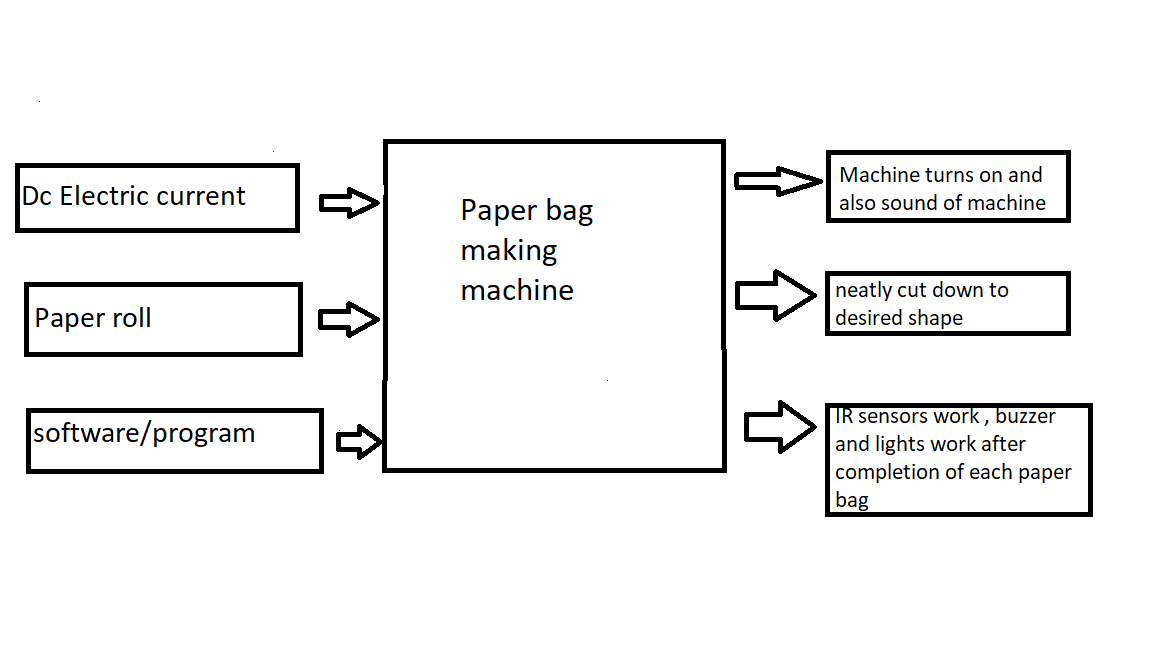 Dc Electric current
Paper roll
software/program
Paper bag
making
machine
Machine turns on and
also sound of machine
neatly cut down to
desired shape
IR sensors work , buzzer
and lights work after
completion of each paper
bag